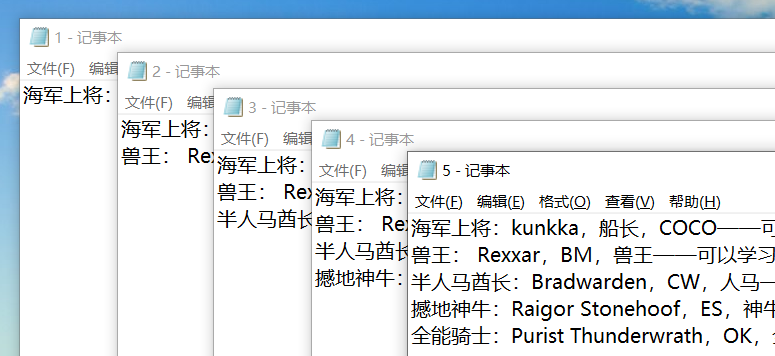 1 - 记事本
文件(F) 编辑
海军上将：
2 - 记事本
文件(F) 编辑
海军上将：
兽王： Rex
3 - 记事本
文件(F) 编辑
海军上将：
兽王： Rexx
半人马酋长
4 - 记事本
文件(F) 编辑
海军上将：
兽王： Rexx
半人马酋长
撼地神牛：
5 - 记事本
文件(F) 编辑(E) 格式(O) 查看(V) 帮助(H)
海军上将：kunkka，船长，COCO——可
兽王： Rexxar，BM，兽王——可以学习
半人马酋长：Bradwarden，CW，人马—
撼地神牛：Raigor Stonehoof，ES，神牛
全能骑士：Purist Thunderwrath，OK，